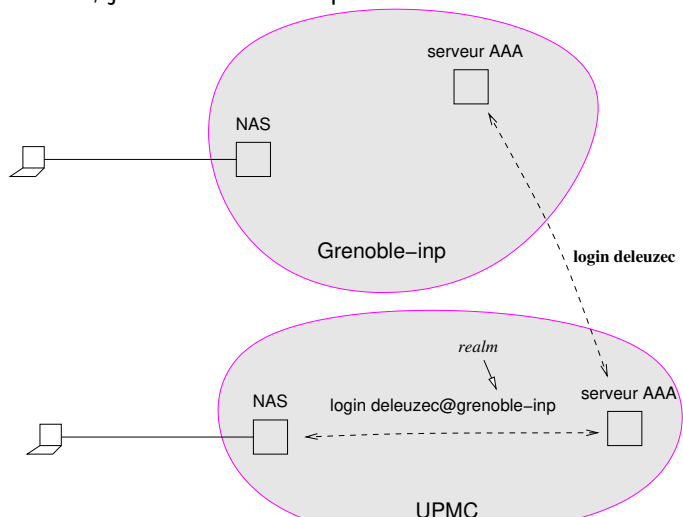 serveur AAA
NAS
Grenoble−inp
login deleuzec
realm
NAS
login deleuzec@grenoble−inp
serveur AAA
UPMC